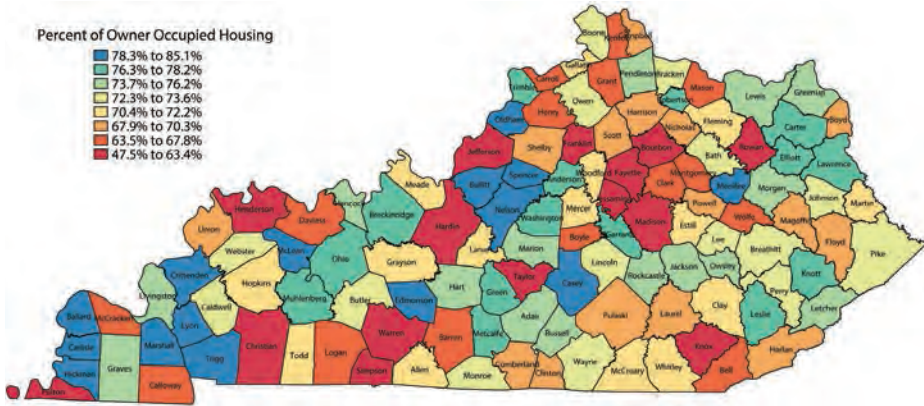 Percent of Owner Occupied Housing
78.3% to 85.1%
76.3% to 78.2%
73.7% to 76.2%
72.3% to 73.6%
70.4% to 72.2%
67.9% to 70.3%
63.5% to 67.8%
47.5% to 63.4%
Boone
Campbell
Gallatin
Carroll
Grant
Pendleton
Bracken
Mason
Trimble
Owen
Robertson
Lewis
Greenup
Henry
Harrison
Fleming
Boyd
Oldham
Nicholas
Carter
Shelby
Franklin
Scott
Bourbon
Rowan
Jefferson
Bath
Elliott
Lawrence
Meade
Bullitt
Spencer
Anderson
Woodford
Fayette
Clark
Montgomery
Menifee
Morgan
Hancock
Breckinridge
Nelson
Washington
Mercer
Madison
Powell
Wolfe
Magoffin
Johnson
Martin
Henderson
Daviess
Hardin
Larue
Marion
Boyle
Garrard
Estill
Lee
Breathitt
Floyd
Pike
Union
Webster
McLean
Ohio
Grayson
Hart
Taylor
Casey
Lincoln
Rockcastle
Jackson
Owsley
Perry
Knott
Letcher
Crittenden
Hopkins
Muhlenberg
Butler
Edmonson
Green
Adair
Russell
Pulaski
Laurel
Clay
Leslie
Livingston
Caldwell
Ballard
McCracken
Lyon
Christian
Todd
Logan
Warren
Barren
Metcalfe
Carlisle
Marshall
Trigg
Simpson
Allen
Monroe
Cumberland
Clinton
Wayne
McCreary
Whitley
Knox
Bell
Harlan
Hickman
Graves
Calloway
Fulton